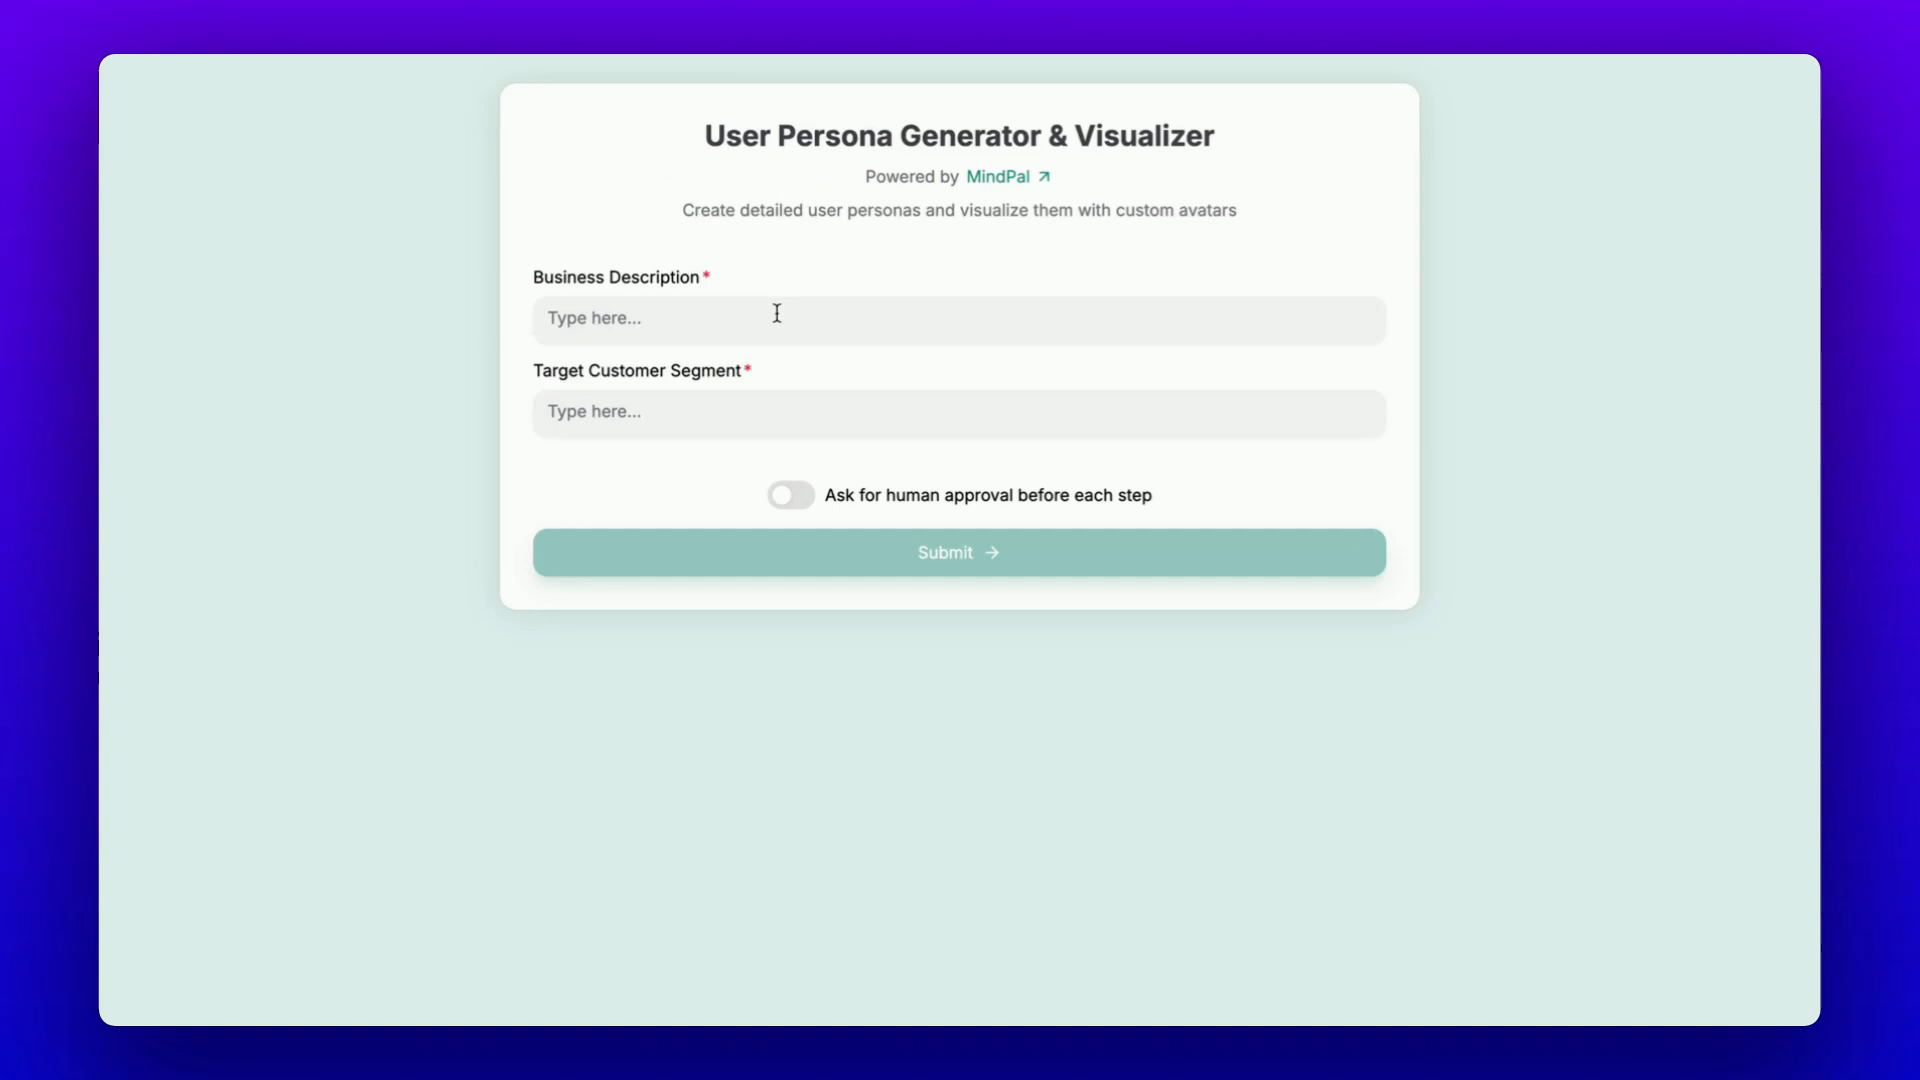 User Persona Generator & Visualizer
Powered by MindPal ↗
Create detailed user personas and visualize them with custom avatars
Business Description*
Type here...
Target Customer Segment*
Type here...
Ask for human approval before each step
Submit →